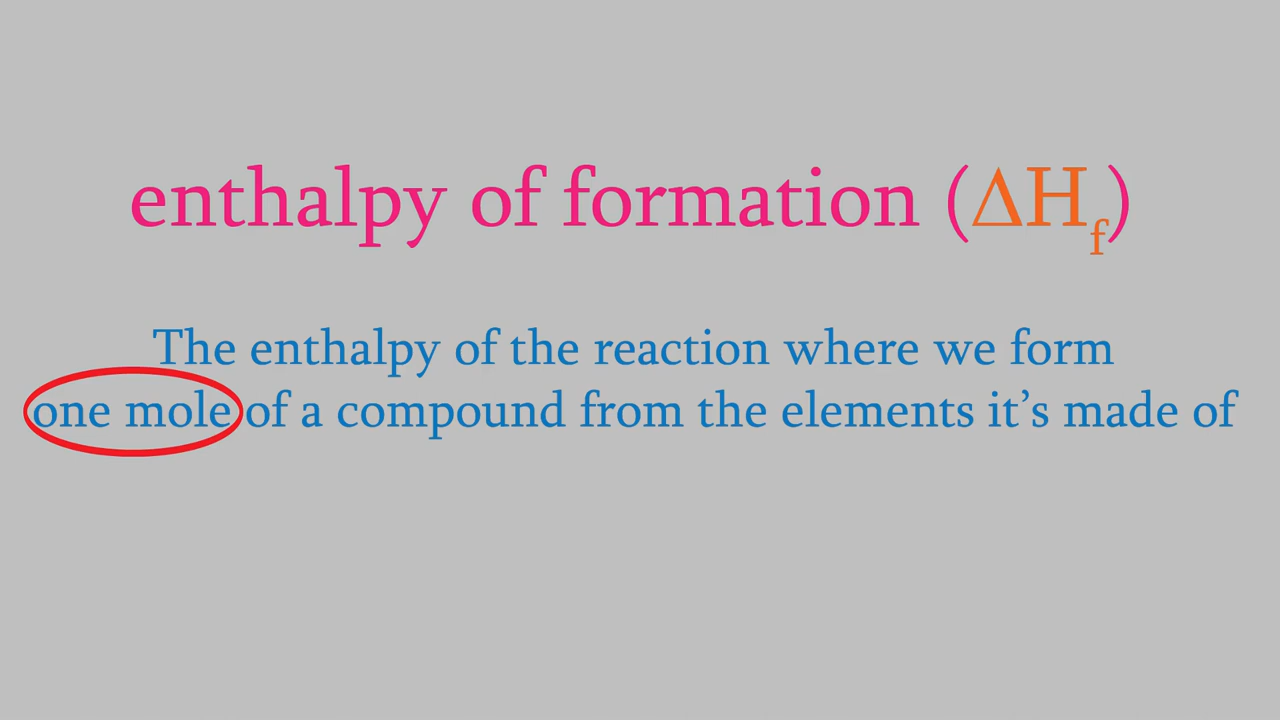 enthalpy of formation (ΔHf)
The enthalpy of the reaction where we form
one mole of a compound from the elements it’s made of